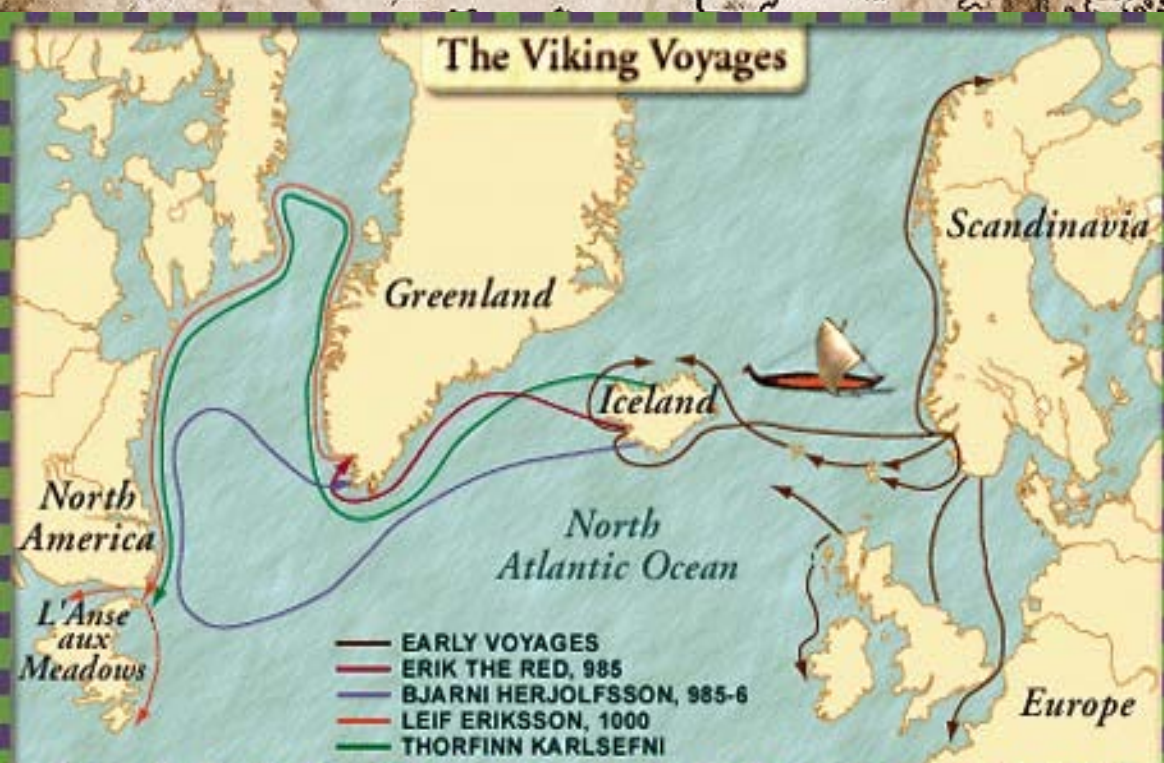 The Viking Voyages
Scandinavia
Greenland
Iceland
North
America
North
Atlantic Ocean
L'Anse
aux
Meadows
Europe
EARLY VOYAGES
ERIK THE RED, 985
BJARNI HERJOLFSSON, 985-6
LEIF ERIKSSON, 1000
THORFINN KARLSEFNI